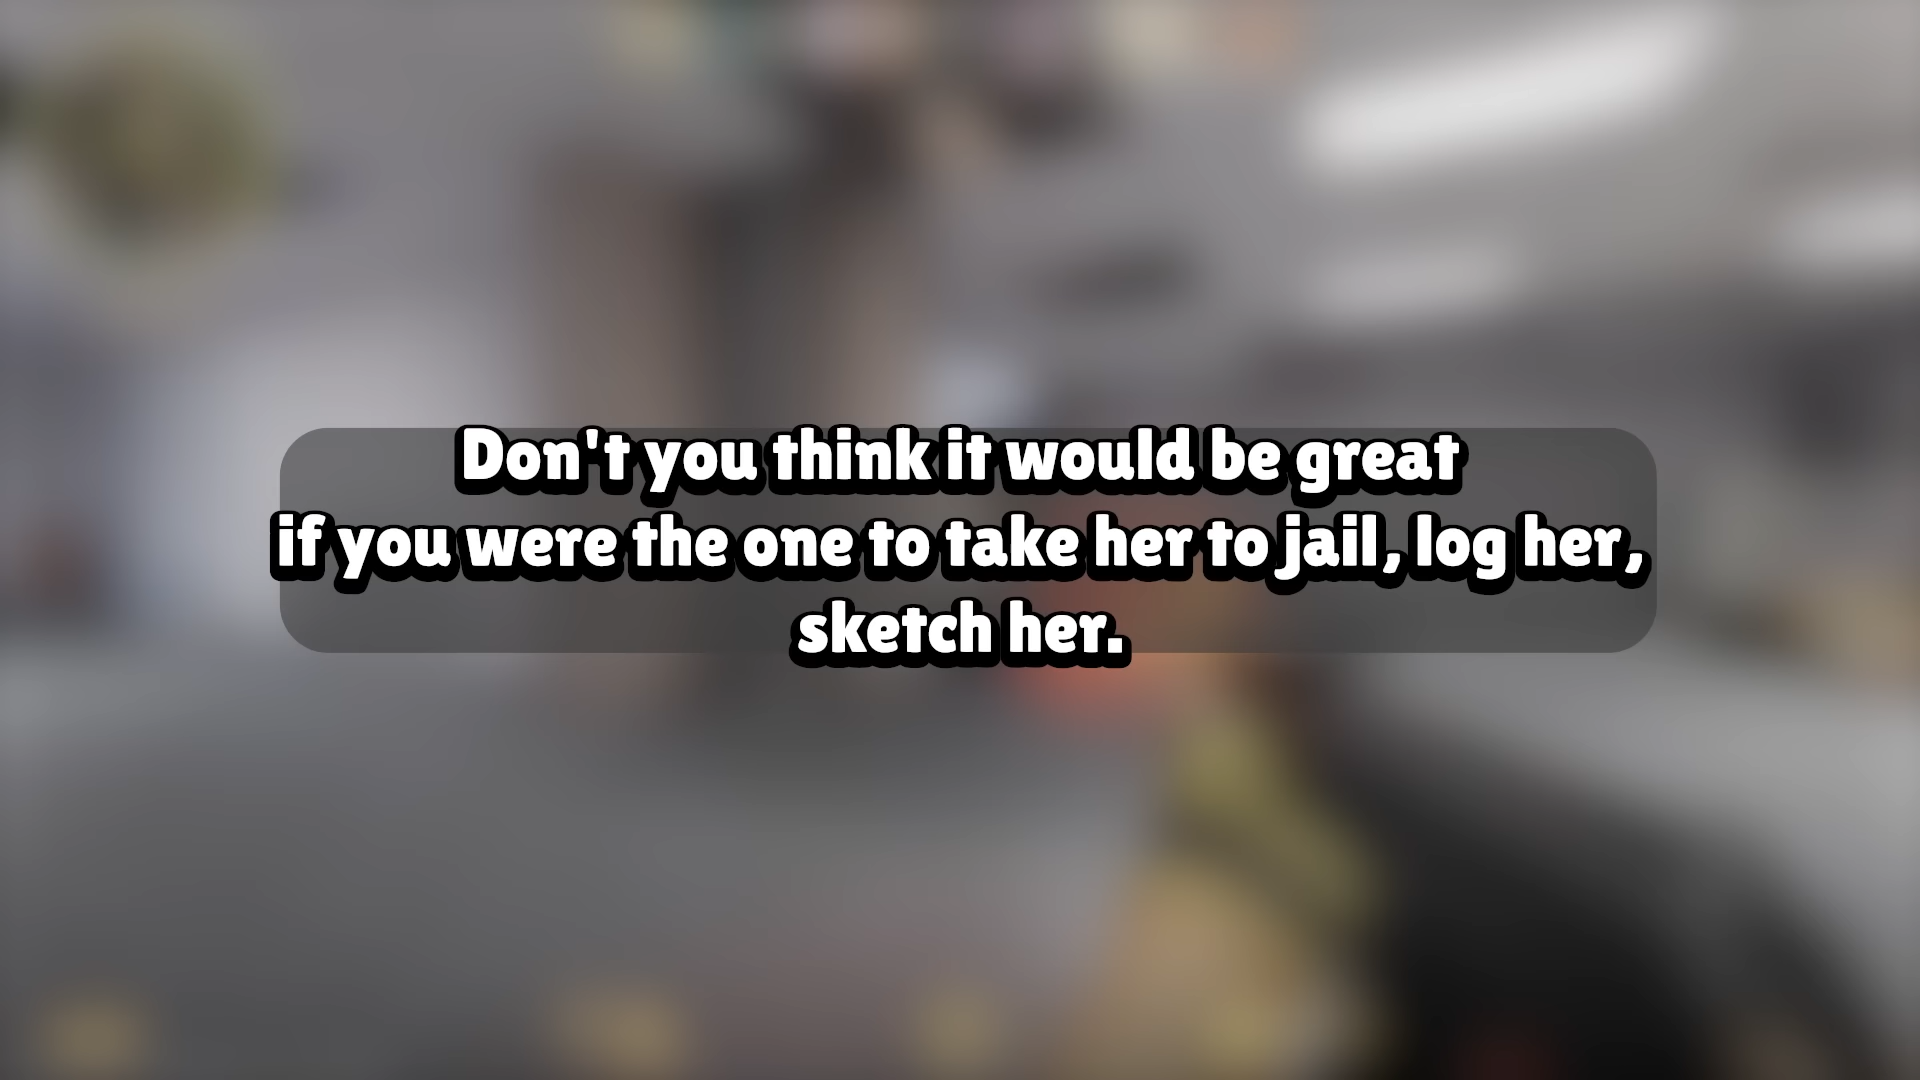 Don't you think it would be great
if you were the one to take her to jail, log her,
sketch her.